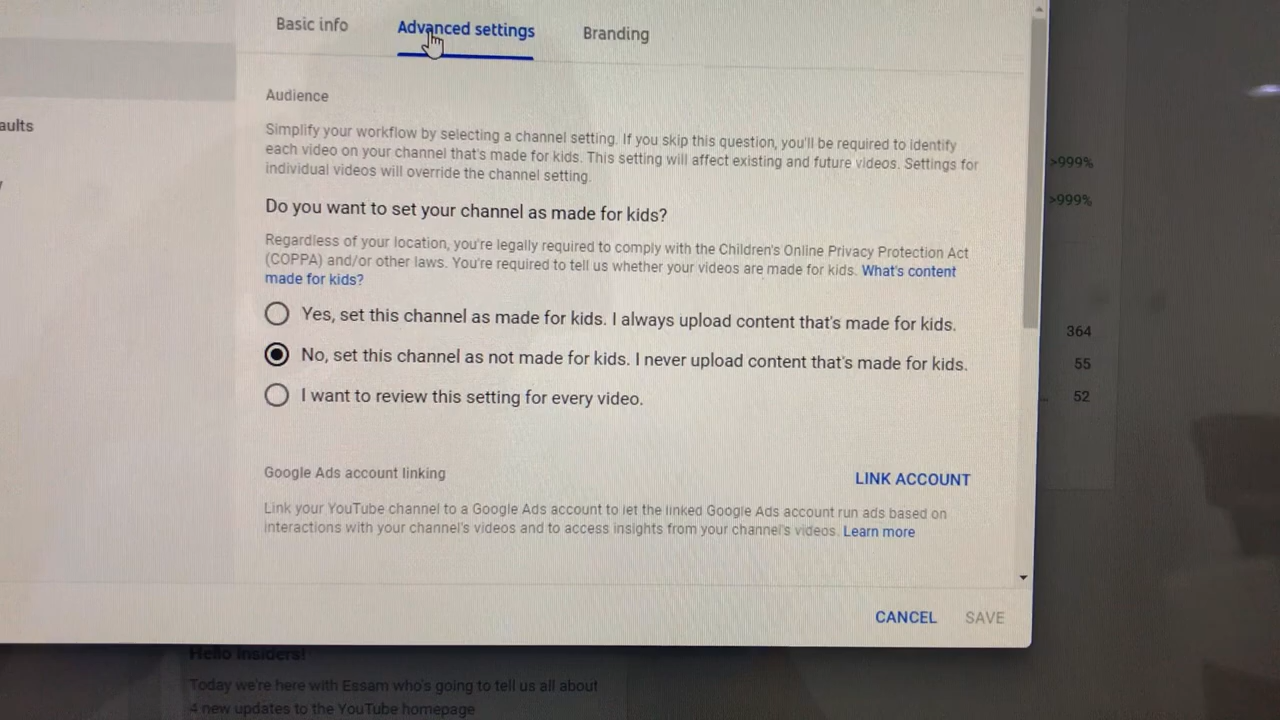 Basic info
Advanced settings
Branding
Audience
aults
Simplify your workflow by selecting a channel setting. If you skip this question, you'll be required to identify
each video on your channel that's made for kids. This setting will affect existing and future videos. Settings for
individual videos will override the channel setting.
>999%
>999%
Do you want to set your channel as made for kids?
Regardless of your location, you're legally required to comply with the Children's Online Privacy Protection Act
(COPPA) and/or other laws. You're required to tell us whether your videos are made for kids. What's content
made for kids?
Yes, set this channel as made for kids. I always upload content that's made for kids.
364
No, set this channel as not made for kids. I never upload content that's made for kids.
55
I want to review this setting for every video.
52
Google Ads account linking
LINK ACCOUNT
Link your YouTube channel to a Google Ads account to let the linked Google Ads account run ads based on
interactions with your channel's videos and to access insights from your channel's videos. Learn more
CANCEL
SAVE
Hello Insiders!
Today we're here with Essam who's going to tell us all about
4 new updates to the YouTube homepage